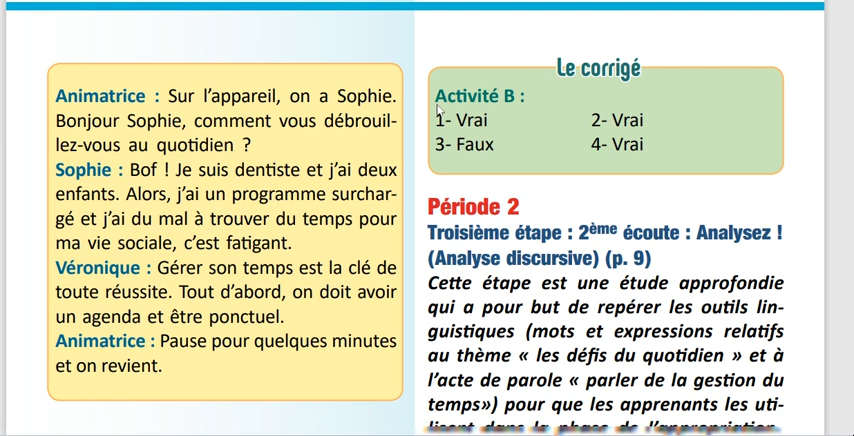 Animatrice : Sur l'appareil, on a Sophie.
Bonjour Sophie, comment vous débrouil-
lez-vous au quotidien ?
Sophie : Bof ! Je suis dentiste et j'ai deux
enfants. Alors, j'ai un programme surchar-
gé et j'ai du mal à trouver du temps pour
ma vie sociale, c'est fatigant.
Véronique : Gérer son temps est la clé de
toute réussite. Tout d'abord, on doit avoir
un agenda et être ponctuel.
Animatrice : Pause pour quelques minutes
et on revient.
Le corrigé
Activité B :
1- Vrai 2- Vrai
3- Faux 4- Vrai
Période 2
Troisième étape : 2ème écoute : Analysez !
(Analyse discursive) (p. 9)
Cette étape est une étude approfondie
qui a pour but de repérer les outils lin-
guistiques (mots et expressions relatifs
au thème « les défis du quotidien » et à
l'acte de parole « parler de la gestion du
temps») pour que les apprenants les uti-
lisent dans la phase de l'appropriation